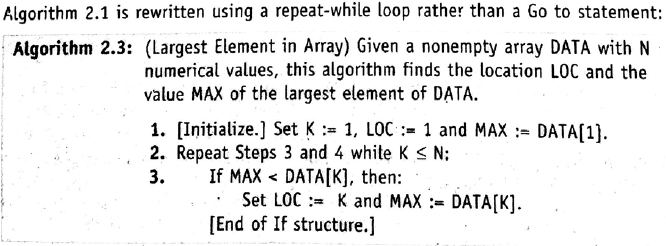 Algorithm 2.1 is rewritten using a repeat-while loop rather than a Go to statement:
Algorithm 2.3: (Largest Element in Array) Given a nonempty array DATA with N
numerical values, this algorithm finds the location LOC and the
value MAX of the largest element of DATA.
1. [Initialize.] Set K := 1, LOC := 1 and MAX := DATA[1].
2. Repeat Steps 3 and 4 while K ≤ N:
3. If MAX < DATA[K], then:
Set LOC := K and MAX := DATA[K].
[End of If structure.]